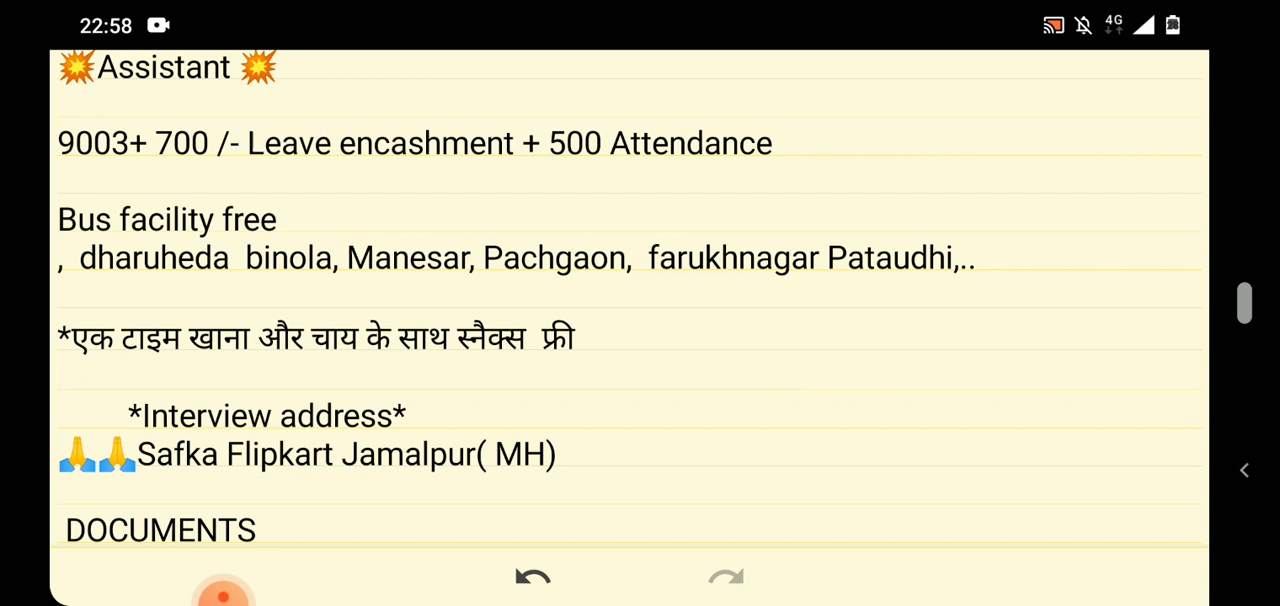 22:58
4G
💥Assistant 💥
9003+ 700 /- Leave encashment + 500 Attendance
Bus facility free
, dharuheda binola, Manesar, Pachgaon, farukhnagar Pataudhi,..
*एक टाइम खाना और चाय के साथ स्नैक्स फ्री
*Interview address*
🙏🙏Safka Flipkart Jamalpur( MH)
DOCUMENTS